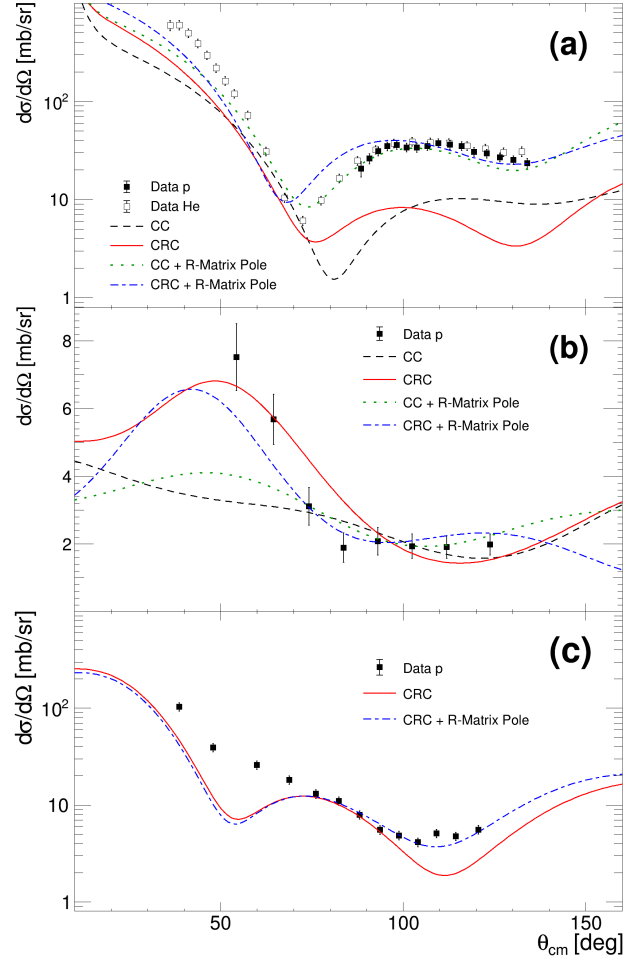 (a)
dσ/dΩ [mb/sr]
10²
10
1
Data p
Data He
CC
CRC
CC + R-Matrix Pole
CRC + R-Matrix Pole
(b)
dσ/dΩ [mb/sr]
8
6
4
2
Data p
CC
CRC
CC + R-Matrix Pole
CRC + R-Matrix Pole
(c)
dσ/dΩ [mb/sr]
10²
10
1
Data p
CRC
CRC + R-Matrix Pole
50 100 150
θcm [deg]